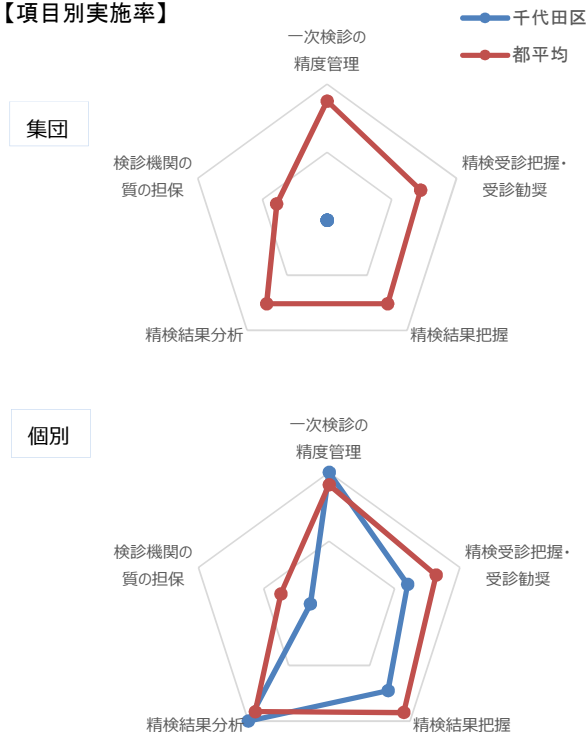 【項目別実施率】
千代田区
都平均
集団
一次検診の
精度管理
検診機関の
質の担保
精検受診把握・
受診勧奨
精検結果分析
精検結果把握
個別
一次検診の
精度管理
検診機関の
質の担保
精検受診把握・
受診勧奨
精検結果分析
精検結果把握